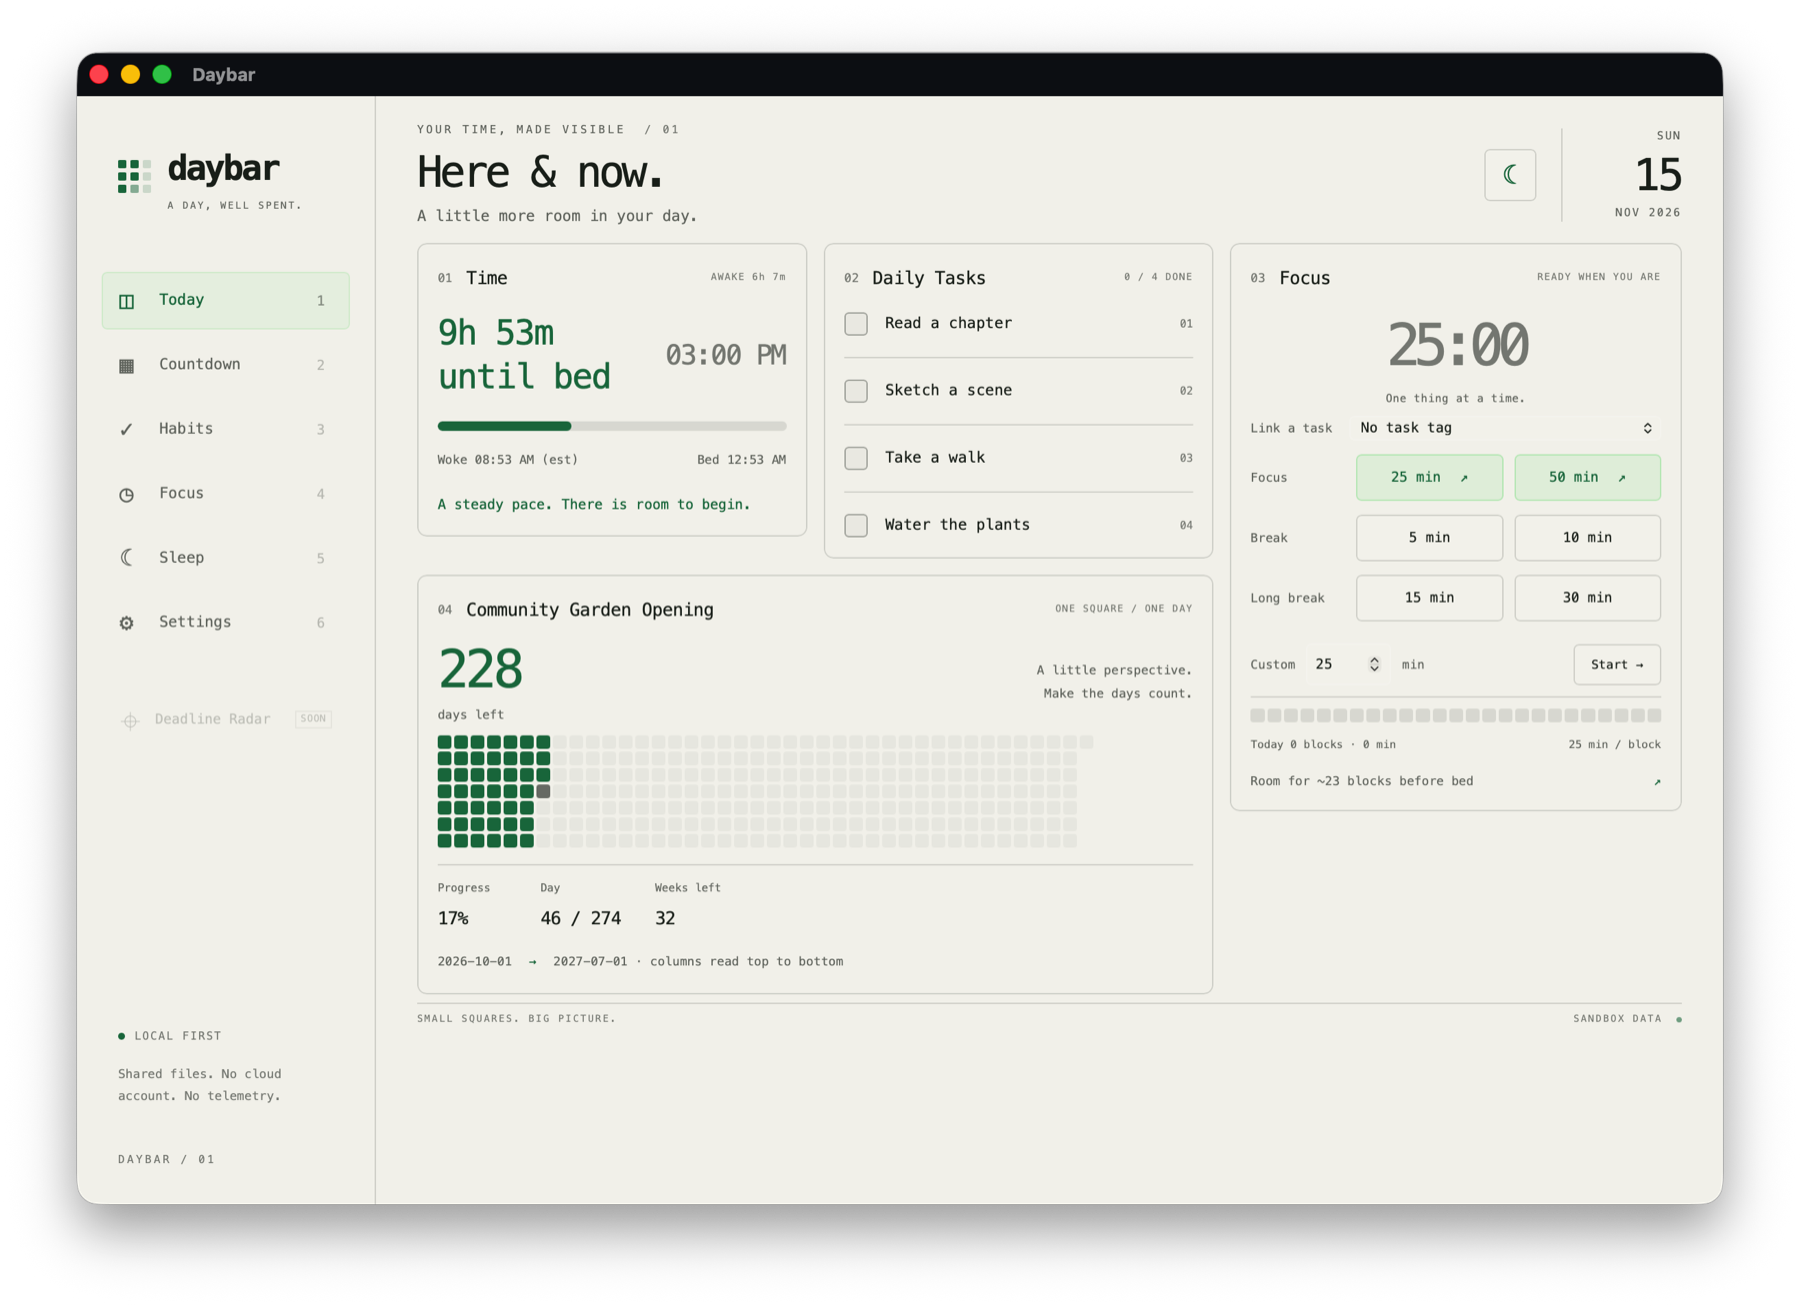 Daybar
daybar
A DAY, WELL SPENT.
Today 1
Countdown 2
Habits 3
Focus 4
Sleep 5
Settings 6
Deadline Radar SOON
LOCAL FIRST
Shared files. No cloud
account. No telemetry.
DAYBAR / 01
YOUR TIME, MADE VISIBLE / 01
Here & now.
A little more room in your day.
SUN
15
NOV 2026
01 Time AWAKE 6h 7m
9h 53m
until bed
03:00 PM
Woke 08:53 AM (est) Bed 12:53 AM
A steady pace. There is room to begin.
02 Daily Tasks 0 / 4 DONE
Read a chapter 01
Sketch a scene 02
Take a walk 03
Water the plants 04
03 Focus READY WHEN YOU ARE
25:00
One thing at a time.
Link a task No task tag
Focus 25 min ↗ 50 min ↗
Break 5 min 10 min
Long break 15 min 30 min
Custom 25 min Start →
Today 0 blocks · 0 min 25 min / block
Room for ~23 blocks before bed ↗
04 Community Garden Opening ONE SQUARE / ONE DAY
228
days left
A little perspective.
Make the days count.
Progress Day Weeks left
17% 46 / 274 32
2026-10-01 → 2027-07-01 · columns read top to bottom
SMALL SQUARES. BIG PICTURE.
SANDBOX DATA